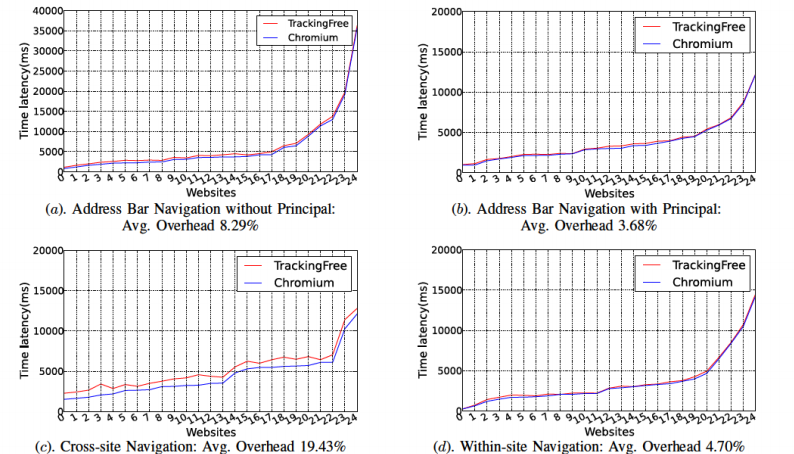 40000
35000
30000
25000
20000
15000
10000
5000
0
Time latency(ms)
TrackingFree
Chromium
0 1 2 3 4 5 6 7 8 9 10 11 12 13 14 15 16 17 18 19 20 21 22 23 24
Websites
(a). Address Bar Navigation without Principal:
Avg. Overhead 8.29%
20000
15000
10000
5000
0
Time latency(ms)
TrackingFree
Chromium
0 1 2 3 4 5 6 7 8 9 10 11 12 13 14 15 16 17 18 19 20 21 22 23 24
Websites
(b). Address Bar Navigation with Principal:
Avg. Overhead 3.68%
20000
15000
10000
5000
0
Time latency(ms)
TrackingFree
Chromium
0 1 2 3 4 5 6 7 8 9 10 11 12 13 14 15 16 17 18 19 20 21 22 23 24
Websites
(c). Cross-site Navigation: Avg. Overhead 19.43%
20000
15000
10000
5000
0
Time latency(ms)
TrackingFree
Chromium
0 1 2 3 4 5 6 7 8 9 10 11 12 13 14 15 16 17 18 19 20 21 22 23 24
Websites
(d). Within-site Navigation: Avg. Overhead 4.70%